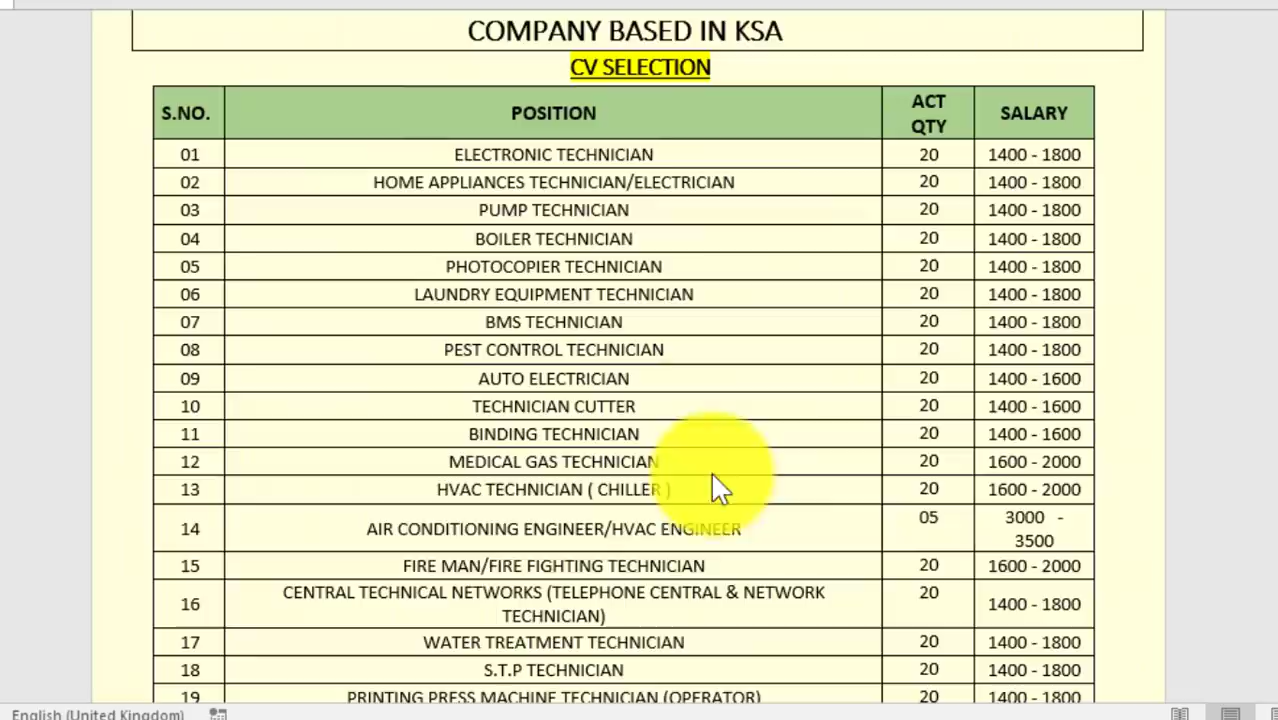 COMPANY BASED IN KSA
CV SELECTION
S.NO. POSITION ACT QTY SALARY
01 ELECTRONIC TECHNICIAN 20 1400 - 1800
02 HOME APPLIANCES TECHNICIAN/ELECTRICIAN 20 1400 - 1800
03 PUMP TECHNICIAN 20 1400 - 1800
04 BOILER TECHNICIAN 20 1400 - 1800
05 PHOTOCOPIER TECHNICIAN 20 1400 - 1800
06 LAUNDRY EQUIPMENT TECHNICIAN 20 1400 - 1800
07 BMS TECHNICIAN 20 1400 - 1800
08 PEST CONTROL TECHNICIAN 20 1400 - 1800
09 AUTO ELECTRICIAN 20 1400 - 1600
10 TECHNICIAN CUTTER 20 1400 - 1600
11 BINDING TECHNICIAN 20 1400 - 1600
12 MEDICAL GAS TECHNICIAN 20 1600 - 2000
13 HVAC TECHNICIAN ( CHILLER ) 20 1600 - 2000
14 AIR CONDITIONING ENGINEER/HVAC ENGINEER 05 3000 - 3500
15 FIRE MAN/FIRE FIGHTING TECHNICIAN 20 1600 - 2000
16 CENTRAL TECHNICAL NETWORKS (TELEPHONE CENTRAL & NETWORK TECHNICIAN) 20 1400 - 1800
17 WATER TREATMENT TECHNICIAN 20 1400 - 1800
18 S.T.P TECHNICIAN 20 1400 - 1800
19 PRINTING PRESS MACHINE TECHNICIAN (OPERATOR) 20 1400 - 1800
English (United Kingdom)